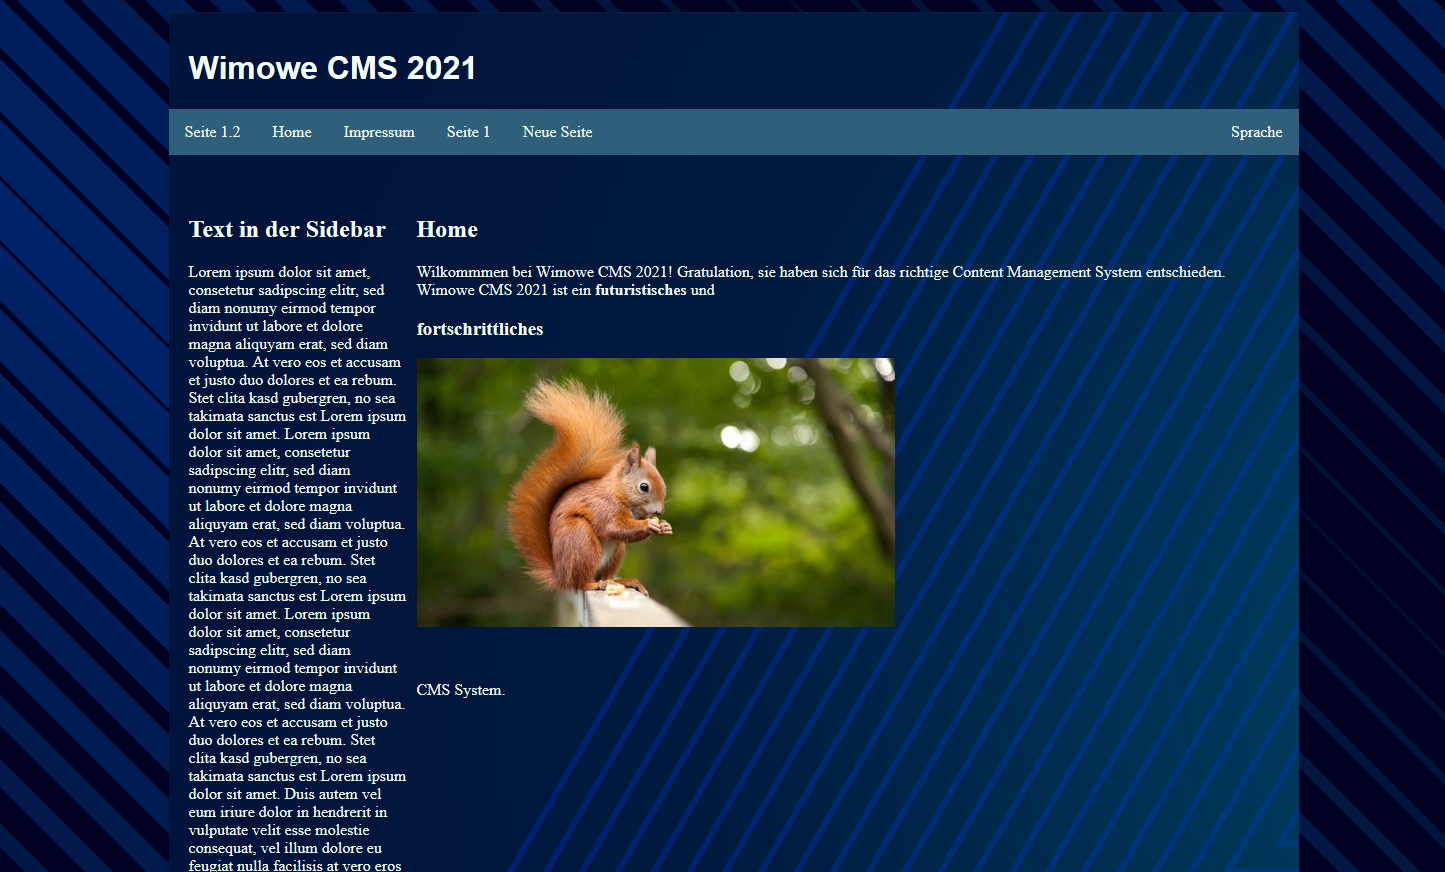 Wimowe CMS 2021
Seite 1.2 Home Impressum Seite 1 Neue Seite Sprache
Text in der Sidebar
Lorem ipsum dolor sit amet,
consetetur sadipscing elitr, sed
diam nonumy eirmod tempor
invidunt ut labore et dolore
magna aliquyam erat, sed diam
voluptua. At vero eos et accusam
et justo duo dolores et ea rebum.
Stet clita kasd gubergren, no sea
takimata sanctus est Lorem ipsum
dolor sit amet. Lorem ipsum
dolor sit amet, consetetur
sadipscing elitr, sed diam
nonumy eirmod tempor invidunt
ut labore et dolore magna
aliquyam erat, sed diam voluptua.
At vero eos et accusam et justo
duo dolores et ea rebum. Stet
clita kasd gubergren, no sea
takimata sanctus est Lorem ipsum
dolor sit amet. Lorem ipsum
dolor sit amet, consetetur
sadipscing elitr, sed diam
nonumy eirmod tempor invidunt
ut labore et dolore magna
aliquyam erat, sed diam voluptua.
At vero eos et accusam et justo
duo dolores et ea rebum. Stet
clita kasd gubergren, no sea
takimata sanctus est Lorem ipsum
dolor sit amet. Duis autem vel
eum iriure dolor in hendrerit in
vulputate velit esse molestie
consequat, vel illum dolore eu
feugiat nulla facilisis at vero eros
Home
Wilkommmen bei Wimowe CMS 2021! Gratulation, sie haben sich für das richtige Content Management System entschieden.
Wimowe CMS 2021 ist ein futuristisches und
fortschrittliches
CMS System.